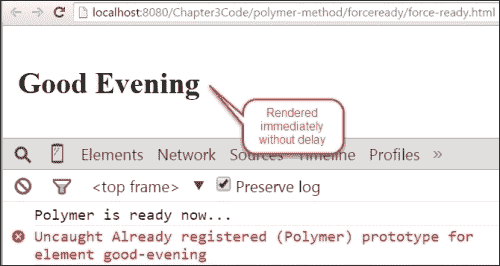 localhost:8080/Chapter3Code/polymer-method/forceready/force-ready.html
Good Evening
Rendered
immediately
without delay
Elements Network Sources Timeline Profiles »
<top frame> ▼ Preserve log
Polymer is ready now...
Uncaught Already registered (Polymer) prototype for
element good-evening